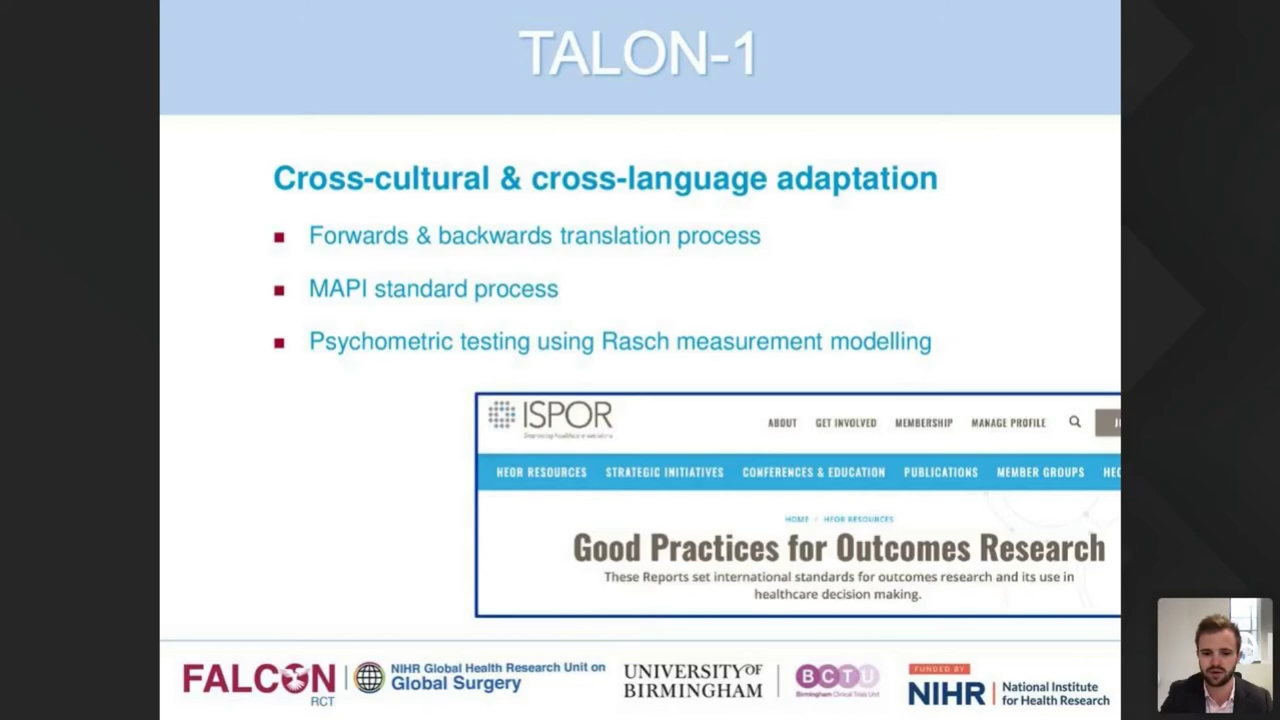 TALON-1
Cross-cultural & cross-language adaptation
Forwards & backwards translation process
MAPI standard process
Psychometric testing using Rasch measurement modelling
ISPOR
ABOUT GET INVOLVED MEMBERSHIP MANAGE PROFILE
HEOR RESOURCES STRATEGIC INITIATIVES CONFERENCES & EDUCATION PUBLICATIONS MEMBER GROUPS HEO
HOME / HEOR RESOURCES
Good Practices for Outcomes Research
These Reports set international standards for outcomes research and its use in
healthcare decision making.
FALCON
RCT
NIHR Global Health Research Unit on
Global Surgery
UNIVERSITY OF
BIRMINGHAM
BCTU
Birmingham Clinical Trials Unit
FUNDED BY
NIHR
National Institute
for Health Research